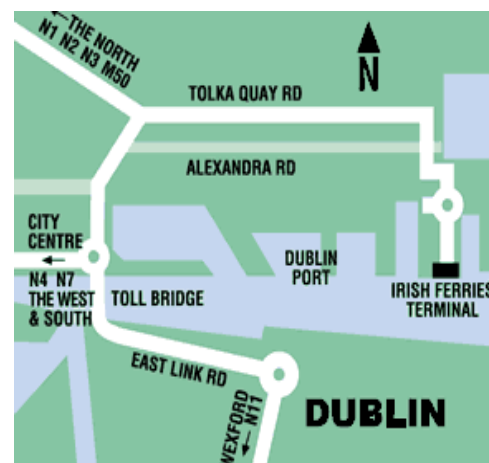 THE NORTH
N1 N2 N3 M50
N
TOLKA QUAY RD
ALEXANDRA RD
CITY
CENTRE
N4 N7
THE WEST
& SOUTH
TOLL BRIDGE
DUBLIN
PORT
IRISH FERRIES
TERMINAL
EAST LINK RD
WEXFORD
N11
DUBLIN